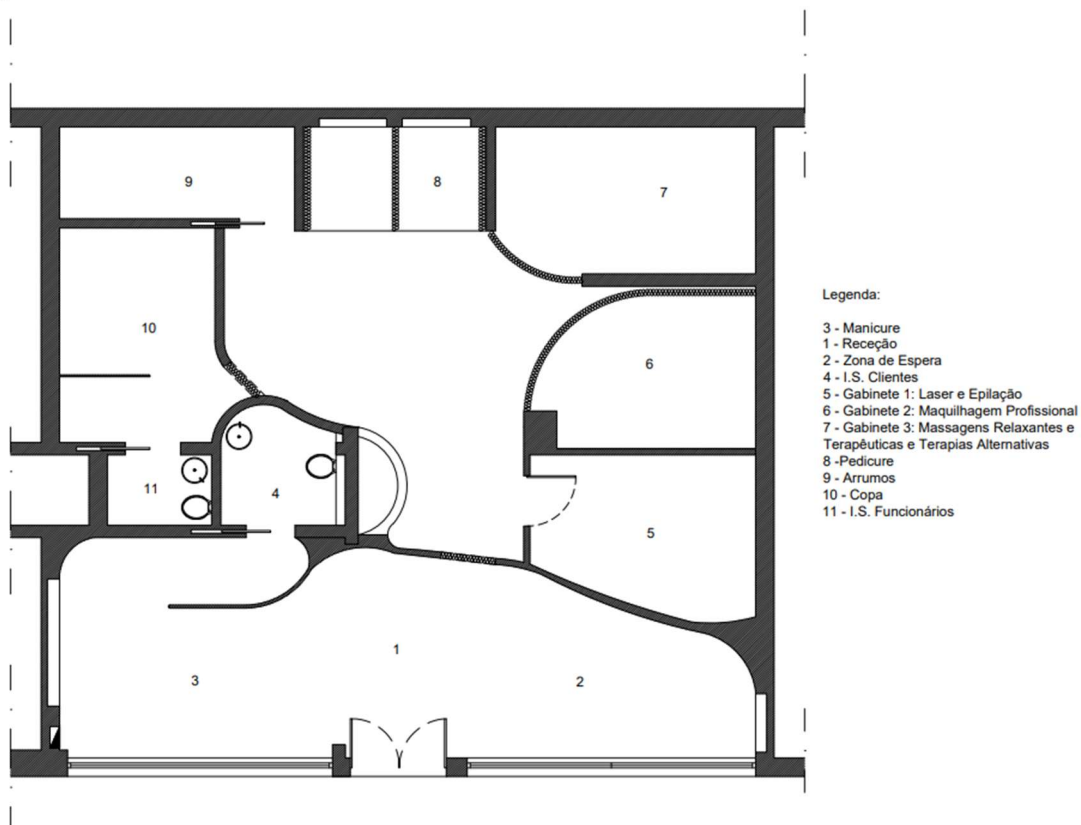 9
8
7
10
6
11
4
5
1
3
2
Legenda:
3 - Manicure
1 - Receção
2 - Zona de Espera
4 - I.S. Clientes
5 - Gabinete 1: Laser e Epilação
6 - Gabinete 2: Maquilhagem Profissional
7 - Gabinete 3: Massagens Relaxantes e
Terapêuticas e Terapias Alternativas
8 -Pedicure
9 - Arrumos
10 - Copa
11 - I.S. Funcionários